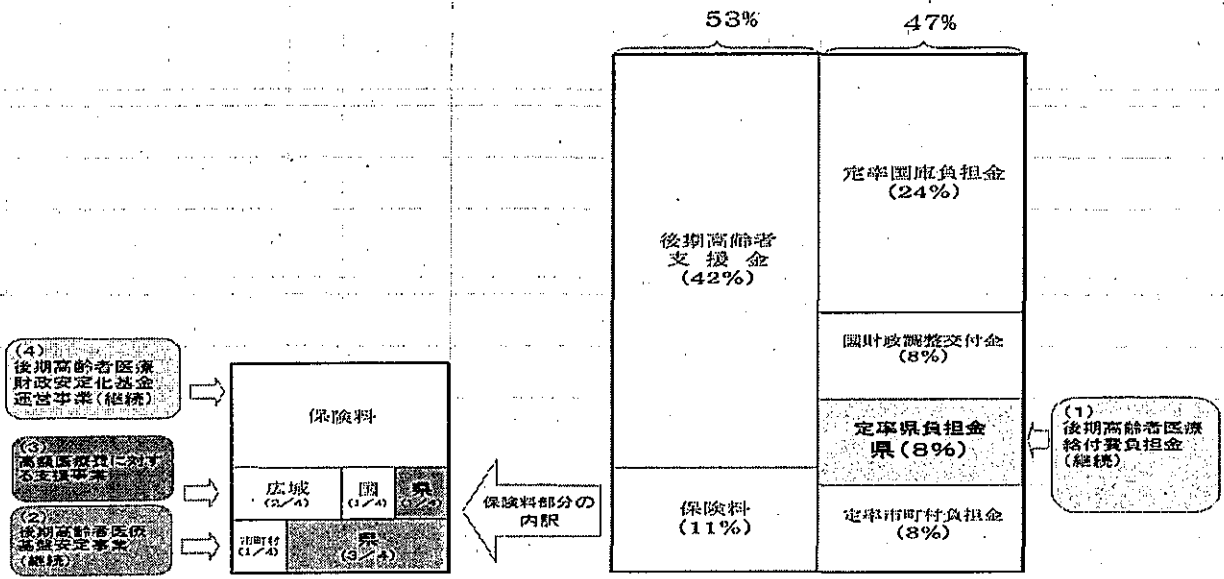 53%
47%
後期高齢者
支援金
(42%)
保険料
(11%)
定率国庫負担金
(24%)
国財政調整交付金
(8%)
定率県負担金
県(8%)
定率市町村負担金
(8%)
(1)
後期高齢者医療
給付費負担金
(継続)
保険料部分の
内訳
(4)
後期高齢者医療
財政安定化基金
運営事業(継続)
(3)
高額医療費に対す
る支援事業
(2)
後期高齢者医療
基盤安定事業
(継続)
保険料
広域
(2/4)
国
(1/4)
県
(1/4)
市町村
(1/4)
県
(3/4)